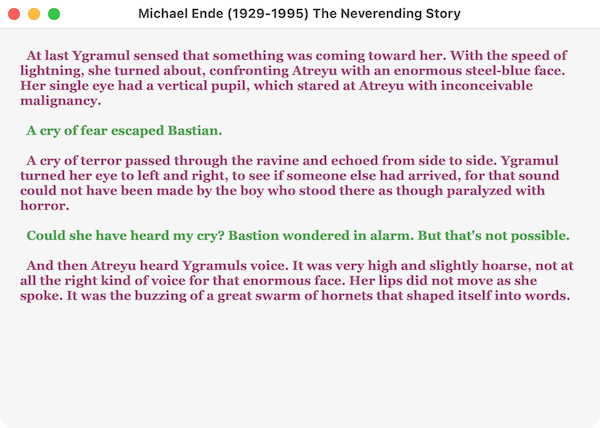 Michael Ende (1929-1995) The Neverending Story
At last Ygramul sensed that something was coming toward her. With the speed of
lightning, she turned about, confronting Atreyu with an enormous steel-blue face.
Her single eye had a vertical pupil, which stared at Atreyu with inconceivable
malignancy.
A cry of fear escaped Bastian.
A cry of terror passed through the ravine and echoed from side to side. Ygramul
turned her eye to left and right, to see if someone else had arrived, for that sound
could not have been made by the boy who stood there as though paralyzed with
horror.
Could she have heard my cry? Bastion wondered in alarm. But that's not possible.
And then Atreyu heard Ygramuls voice. It was very high and slightly hoarse, not at
all the right kind of voice for that enormous face. Her lips did not move as she
spoke. It was the buzzing of a great swarm of hornets that shaped itself into words.